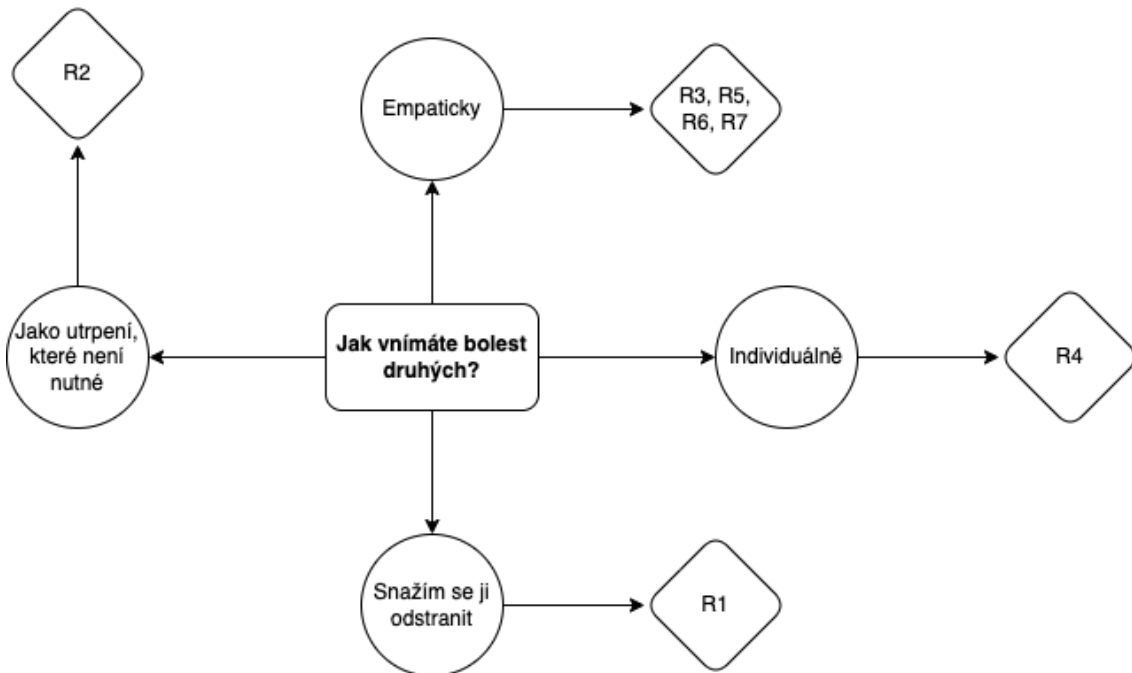 R2
Empaticky
R3, R5,
R6, R7
Jako utrpení,
které není
nutné
Jak vnímáte bolest
druhých?
Individuálně
R4
Snažím se ji
odstranit
R1